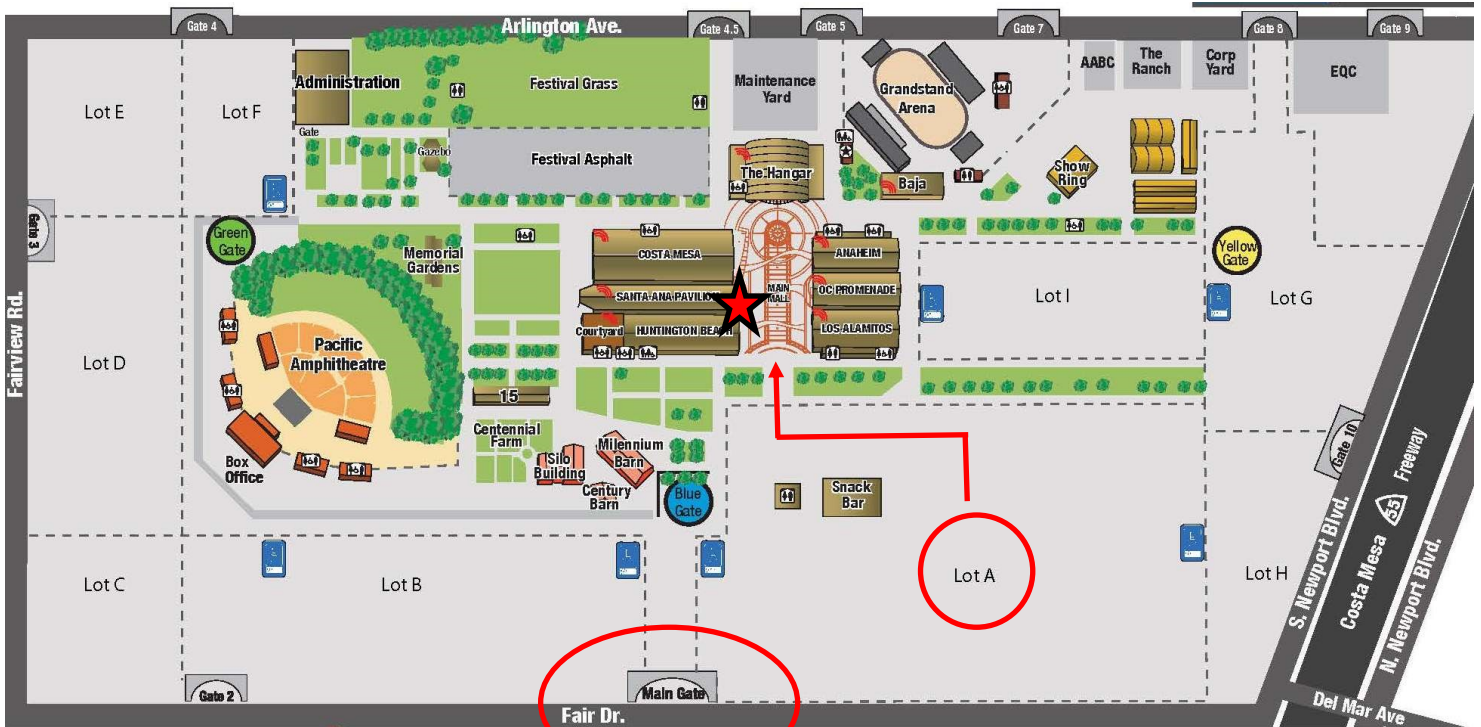 Gate 4
Arlington Ave.
Gate 4.5
Gate 5
Gate 7
Gate 8
Gate 9
Lot E
Lot F
Administration
Gate
Festival Grass
Maintenance
Yard
Grandstand
Arena
AABC
The
Ranch
Corp
Yard
EQC
Gazebo
Festival Asphalt
The Hangar
Baja
Show
Ring
Gate 3
Green
Gate
Memorial
Gardens
COSTA MESA
SANTA ANA PAVILION
Courtyard
HUNTINGTON BEACH
MAIN
MALL
ANAHEIM
OC PROMENADE
LOS ALAMITOS
Lot I
Yellow
Gate
Lot G
Fairview Rd.
Lot D
Pacific
Amphitheatre
15
Centennial
Farm
Silo
Building
Milennium
Barn
Century
Barn
Box
Office
Blue
Gate
Snack
Bar
Gate 10
Lot C
Lot B
Lot A
Lot H
S. Newport Blvd.
Costa Mesa 55 Freeway
N. Newport Blvd.
Gate 2
Main Gate
Fair Dr.
Del Mar Ave